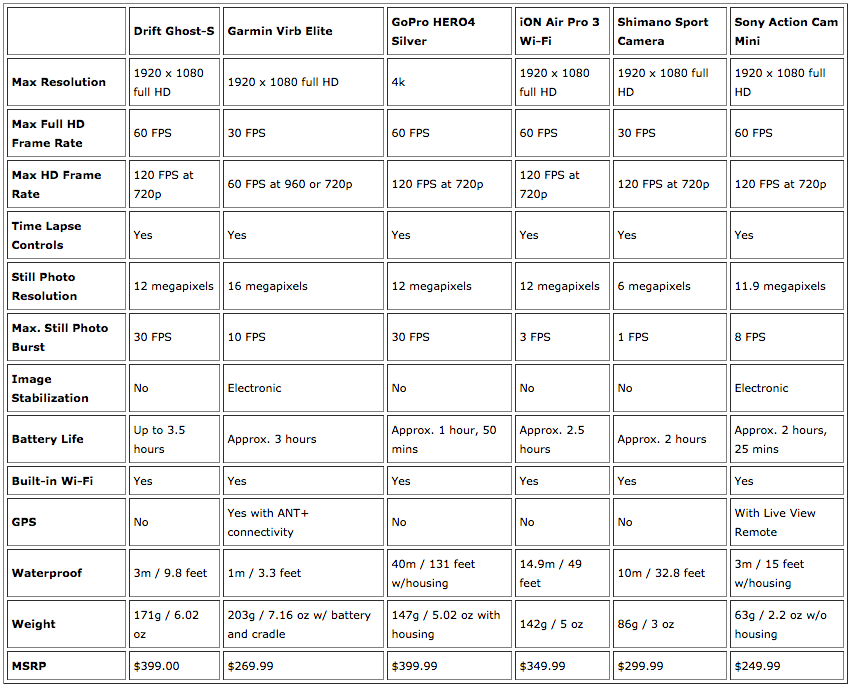 Drift Ghost-S
Garmin Virb Elite
GoPro HERO4
Silver
iON Air Pro 3
Wi-Fi
Shimano Sport
Camera
Sony Action Cam
Mini
Max Resolution
1920 x 1080
full HD
1920 x 1080 full HD
4k
1920 x 1080
full HD
1920 x 1080 full
HD
1920 x 1080 full
HD
Max Full HD
Frame Rate
60 FPS
30 FPS
60 FPS
60 FPS
30 FPS
60 FPS
Max HD Frame
Rate
120 FPS at
720p
60 FPS at 960 or 720p
120 FPS at 720p
120 FPS at
720p
120 FPS at 720p
120 FPS at 720p
Time Lapse
Controls
Yes
Yes
Yes
Yes
Yes
Yes
Still Photo
Resolution
12 megapixels
16 megapixels
12 megapixels
12 megapixels
6 megapixels
11.9 megapixels
Max. Still Photo
Burst
30 FPS
10 FPS
30 FPS
3 FPS
1 FPS
8 FPS
Image
Stabilization
No
Electronic
No
No
No
Electronic
Battery Life
Up to 3.5
hours
Approx. 3 hours
Approx. 1 hour, 50
mins
Approx. 2.5
hours
Approx. 2 hours
Approx. 2 hours,
25 mins
Built-in Wi-Fi
Yes
Yes
Yes
Yes
Yes
Yes
GPS
No
Yes with ANT+
connectivity
No
No
No
With Live View
Remote
Waterproof
3m / 9.8 feet
1m / 3.3 feet
40m / 131 feet
w/housing
14.9m / 49
feet
10m / 32.8 feet
3m / 15 feet
w/housing
Weight
171g / 6.02
oz
203g / 7.16 oz w/ battery
and cradle
147g / 5.02 oz with
housing
142g / 5 oz
86g / 3 oz
63g / 2.2 oz w/o
housing
MSRP
$399.00
$269.99
$399.99
$349.99
$299.99
$249.99